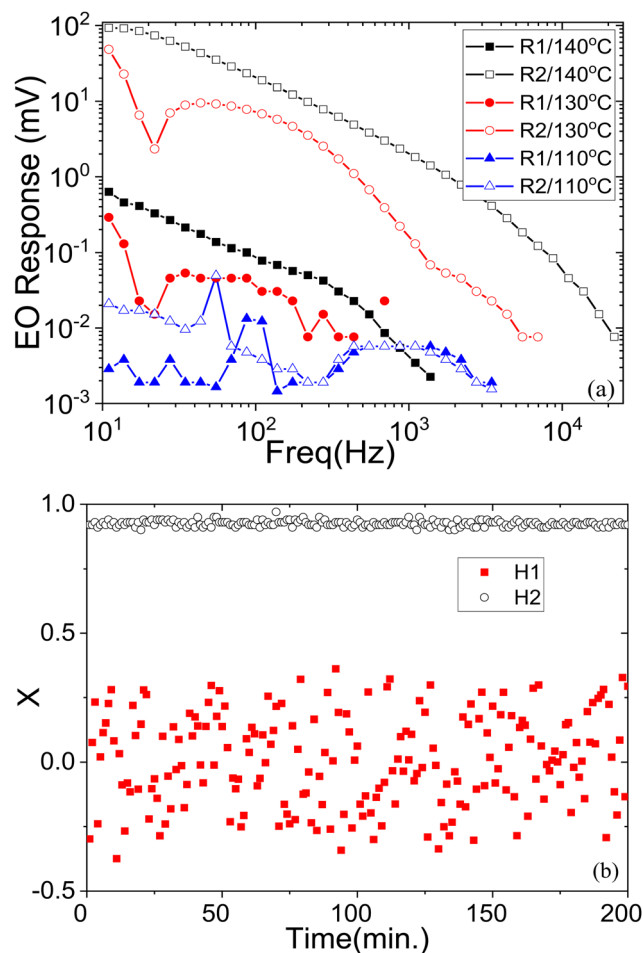 10²
10¹
10⁰
10⁻¹
10⁻²
10⁻³
EO Response (mV)
R1/140°C
R2/140°C
R1/130°C
R2/130°C
R1/110°C
R2/110°C
(a)
10¹
10²
10³
10⁴
Freq(Hz)
1.0
0.5
0.0
-0.5
X
H1
H2
(b)
0
50
100
150
200
Time(min.)